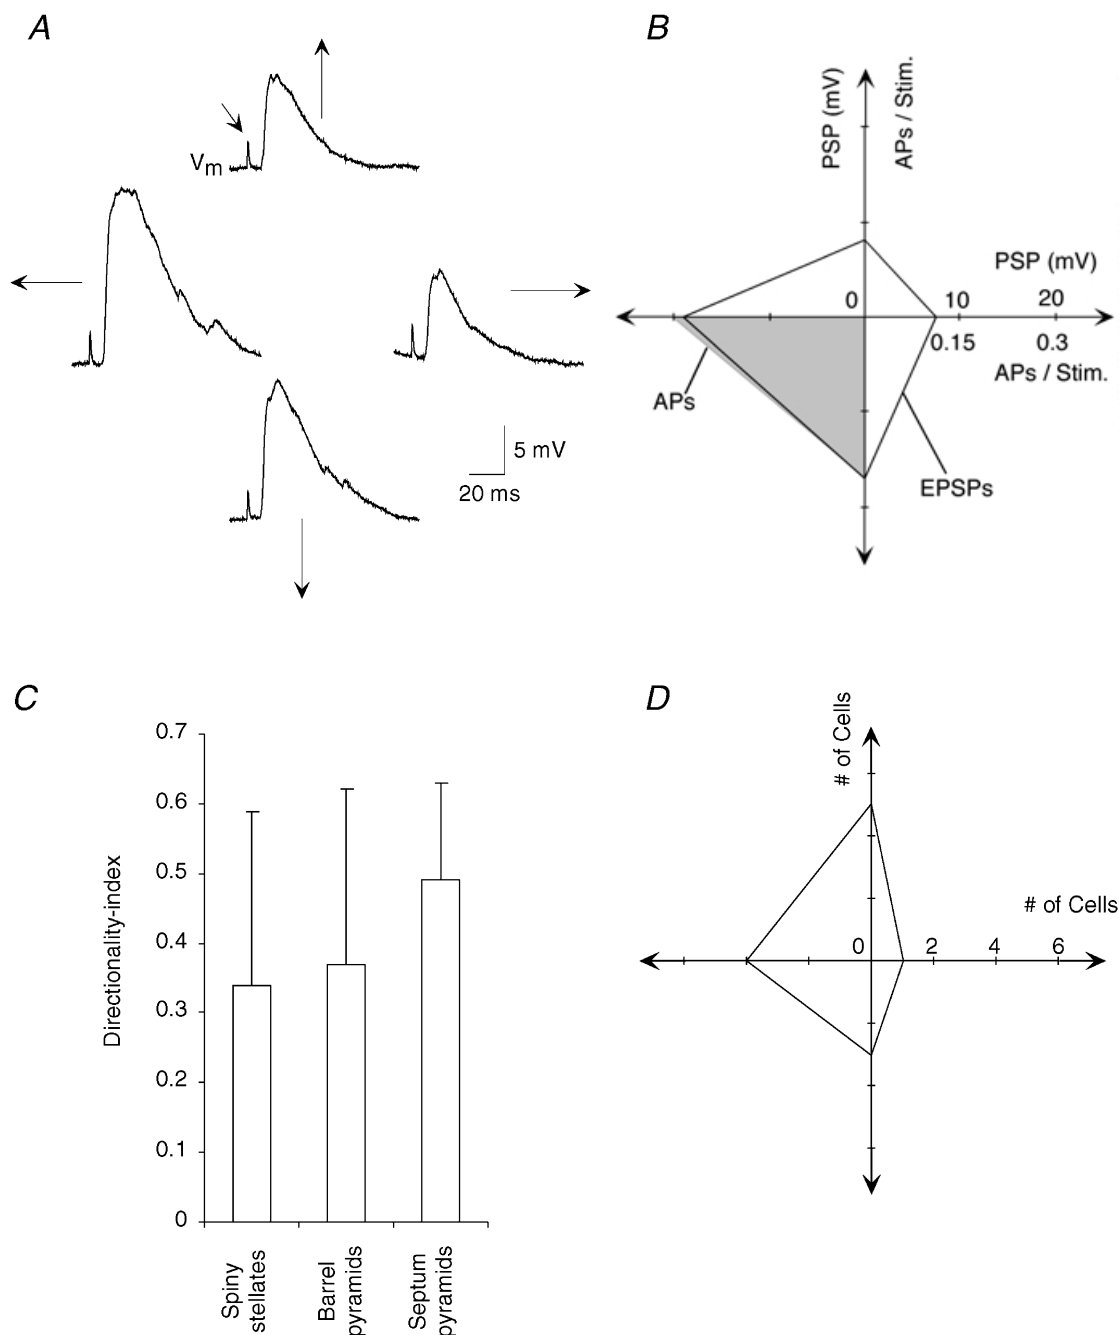 A
Vm
5 mV
20 ms
B
PSP (mV)
APs / Stim.
PSP (mV)
0
10
20
0.15
0.3
APs / Stim.
APs
EPSPs
C
Directionality-index
0.7
0.6
0.5
0.4
0.3
0.2
0.1
0
Spiny
stellates
Barrel
pyramids
Septum
pyramids
D
# of Cells
# of Cells
0
2
4
6